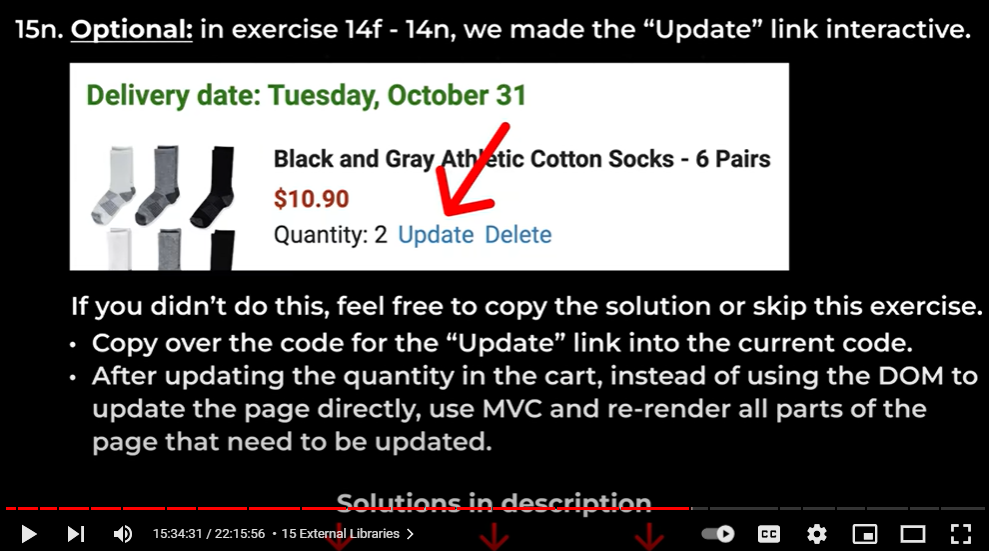 15n. Optional: in exercise 14f - 14n, we made the “Update” link interactive.
Delivery date: Tuesday, October 31
Black and Gray Athletic Cotton Socks - 6 Pairs
$10.90
Quantity: 2 Update Delete
If you didn’t do this, feel free to copy the solution or skip this exercise.
• Copy over the code for the “Update” link into the current code.
• After updating the quantity in the cart, instead of using the DOM to
update the page directly, use MVC and re-render all parts of the
page that need to be updated.
Solutions in description
15:34:31 / 22:15:56 • 15 External Libraries >
CC